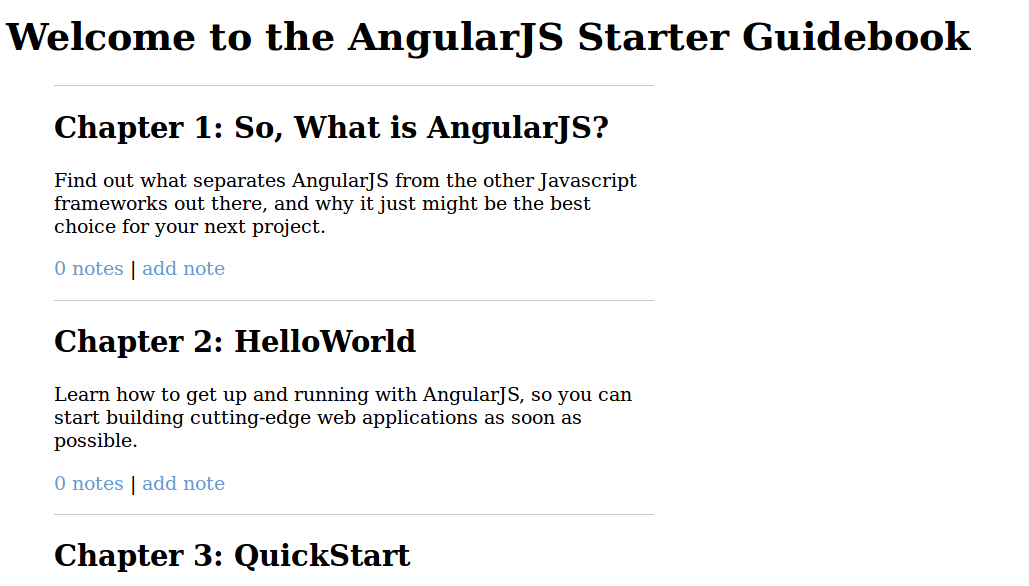 Welcome to the AngularJS Starter Guidebook
Chapter 1: So, What is AngularJS?
Find out what separates AngularJS from the other Javascript
frameworks out there, and why it just might be the best
choice for your next project.
0 notes | add note
Chapter 2: HelloWorld
Learn how to get up and running with AngularJS, so you can
start building cutting-edge web applications as soon as
possible.
0 notes | add note
Chapter 3: QuickStart